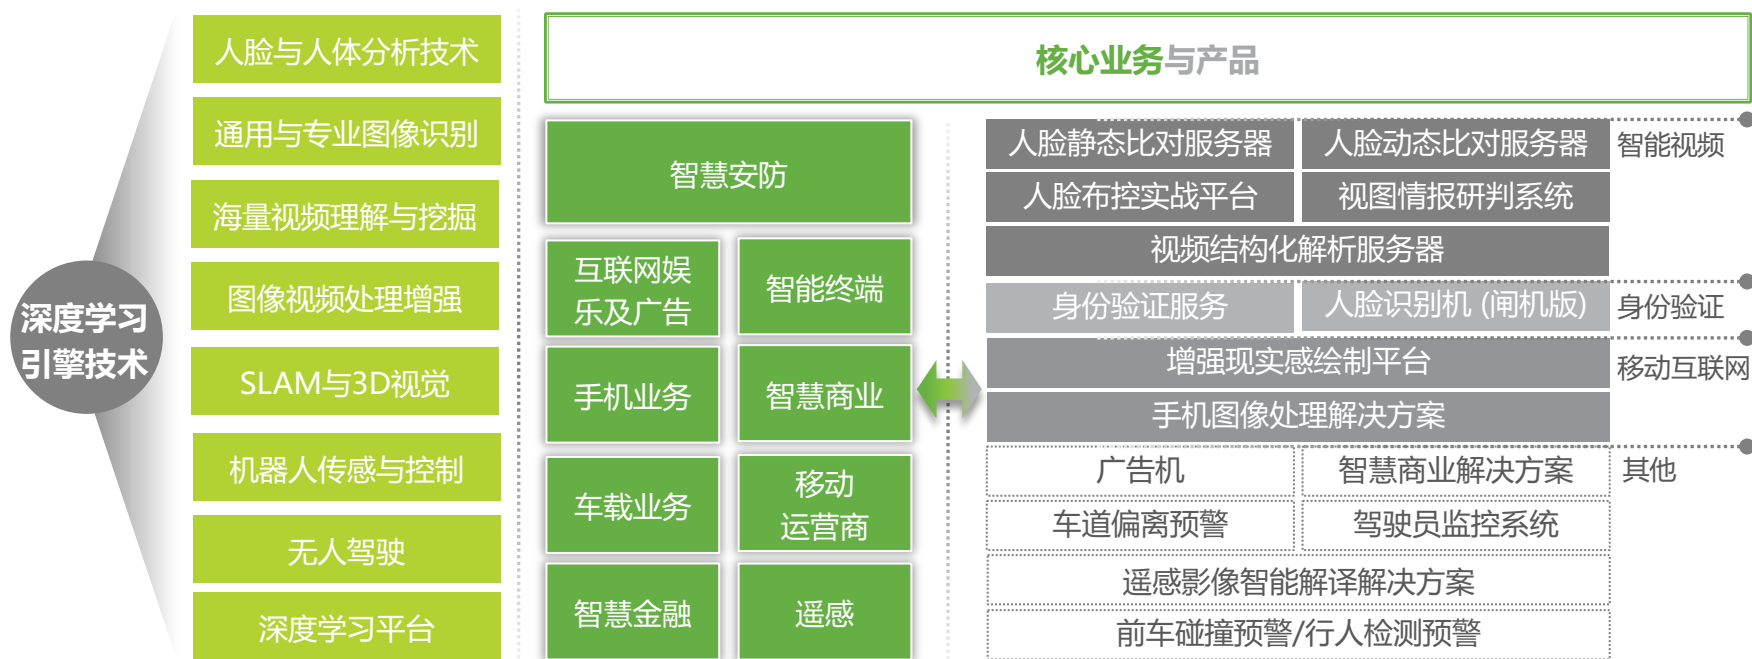 深度学习
引擎技术
人脸与人体分析技术
通用与专业图像识别
海量视频理解与挖掘
图像视频处理增强
SLAM与3D视觉
机器人传感与控制
无人驾驶
深度学习平台
核心业务与产品
智慧安防
互联网娱
乐及广告
智能终端
手机业务
智慧商业
车载业务
移动
运营商
智慧金融
遥感
人脸静态比对服务器
人脸动态比对服务器
智能视频
人脸布控实战平台
视图情报研判系统
视频结构化解析服务器
身份验证服务
人脸识别机 (闸机版)
身份验证
增强现实感绘制平台
移动互联网
手机图像处理解决方案
广告机
智慧商业解决方案
其他
车道偏离预警
驾驶员监控系统
遥感影像智能解译解决方案
前车碰撞预警/行人检测预警